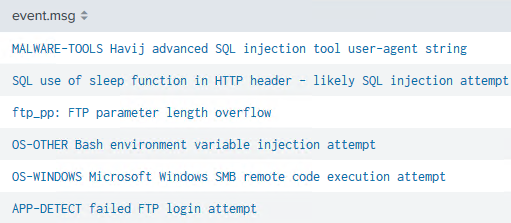 event.msg
MALWARE-TOOLS Havij advanced SQL injection tool user-agent string
SQL use of sleep function in HTTP header - likely SQL injection attempt
ftp_pp: FTP parameter length overflow
OS-OTHER Bash environment variable injection attempt
OS-WINDOWS Microsoft Windows SMB remote code execution attempt
APP-DETECT failed FTP login attempt